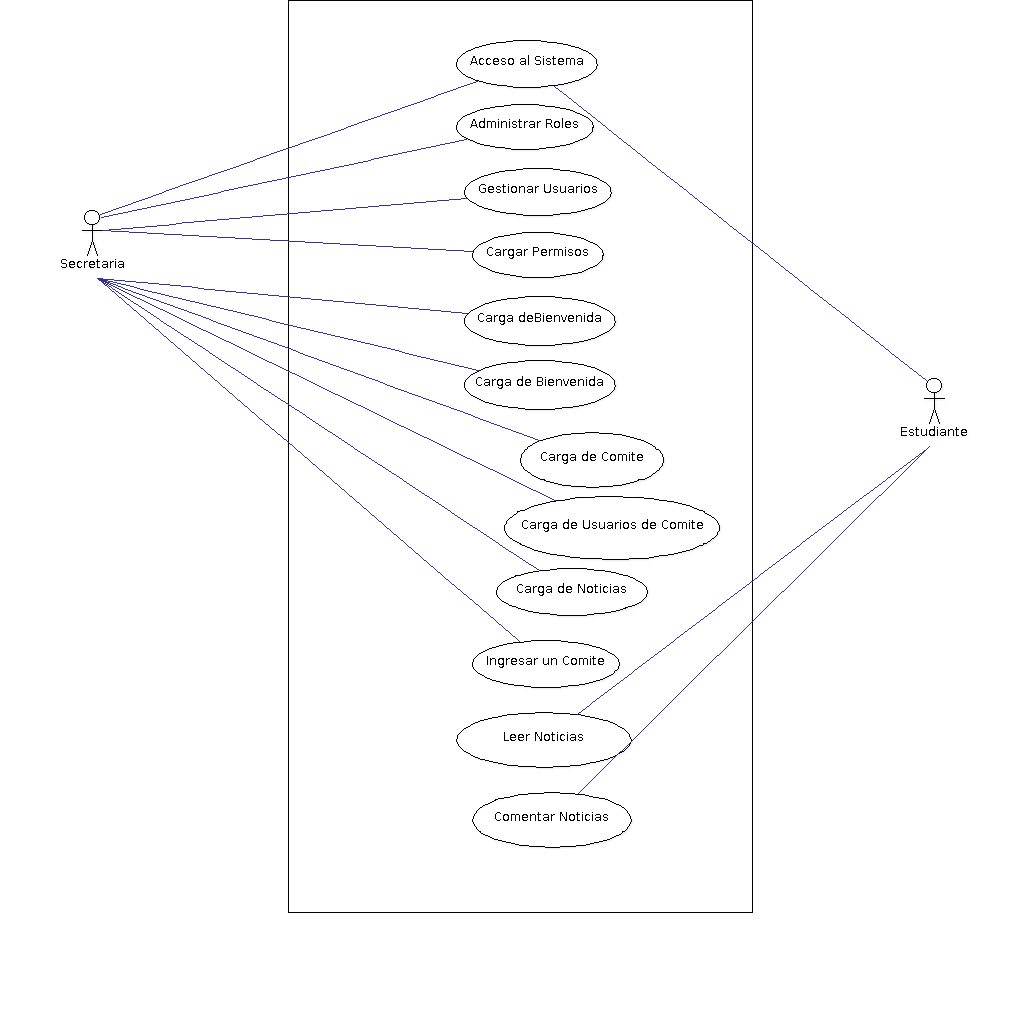 Acceso al Sistema
Administrar Roles
Gestionar Usuarios
Cargar Permisos
Secretaria
Carga deBienvenida
Carga de Bienvenida
Estudiante
Carga de Comite
Carga de Usuarios de Comite
Carga de Noticias
Ingresar un Comite
Leer Noticias
Comentar Noticias